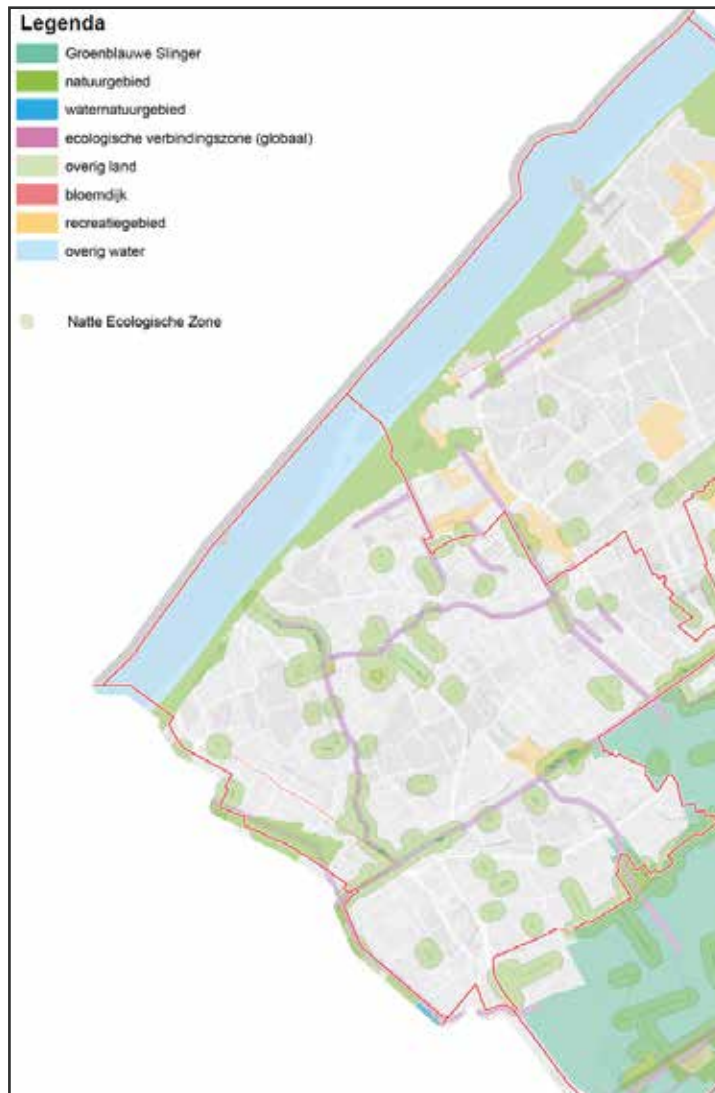 Legenda
Groenblauwe Slinger
natuurgebied
waternatuurgebied
ecologische verbindingszone (globaal)
overig land
bloemdijk
recreatiegebied
overig water
Natte Ecologische Zone